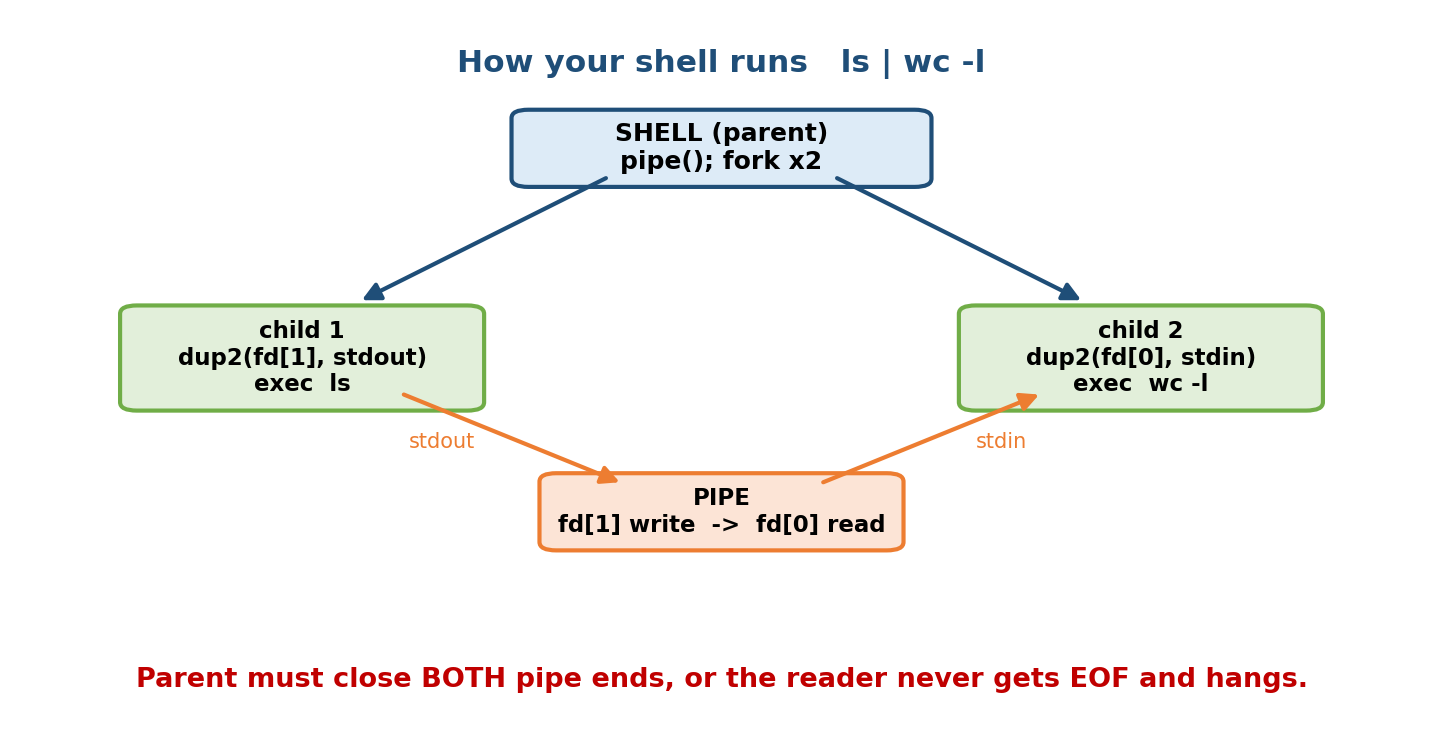 How your shell runs   ls | wc -l
SHELL (parent)
pipe(); fork x2
child 1
dup2(fd[1], stdout)
exec  ls
child 2
dup2(fd[0], stdin)
exec  wc -l
stdout
stdin
PIPE
fd[1] write  ->  fd[0] read
Parent must close BOTH pipe ends, or the reader never gets EOF and hangs.